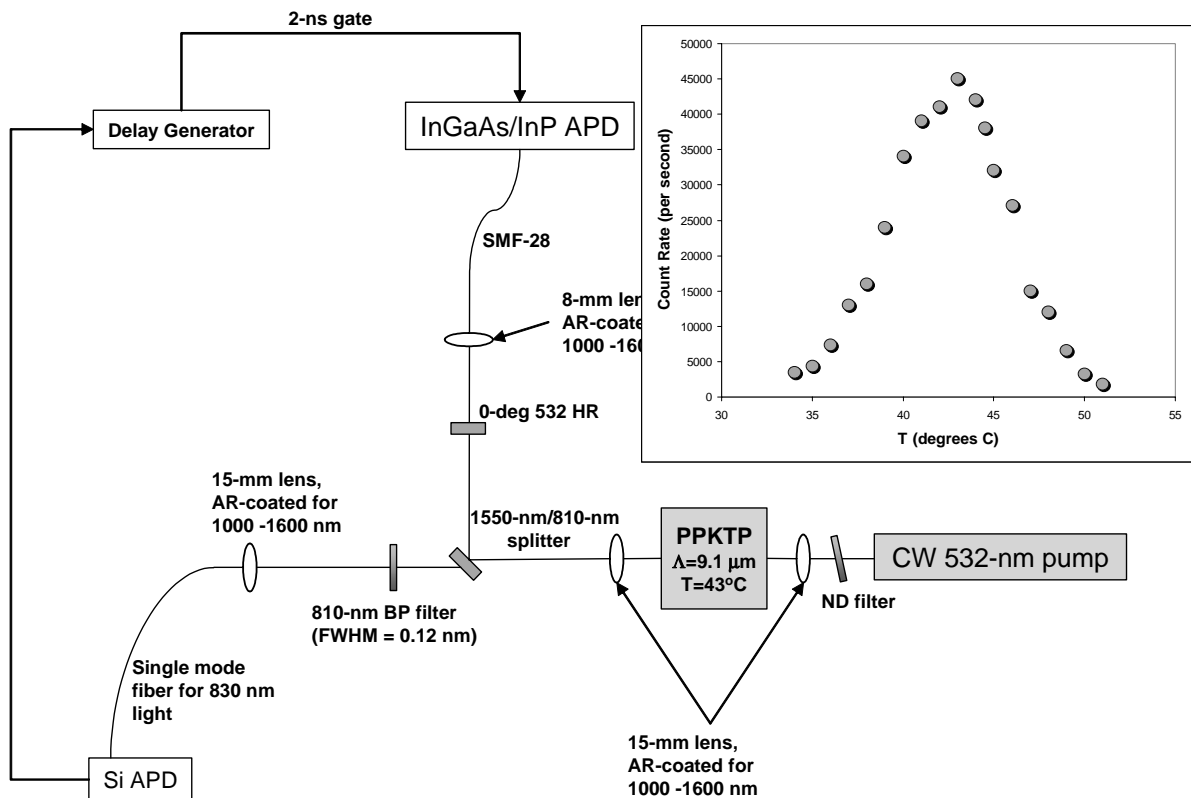 2-ns gate
Delay Generator
InGaAs/InP APD
SMF-28
8-mm len
AR-coate
1000 -160
0-deg 532 HR
15-mm lens,
AR-coated for
1000 -1600 nm
1550-nm/810-nm
splitter
PPKTP
Λ=9.1 μm
T=43ºC
CW 532-nm pump
ND filter
810-nm BP filter
(FWHM = 0.12 nm)
Single mode
fiber for 830 nm
light
Si APD
15-mm lens,
AR-coated for
1000 -1600 nm
Count Rate (per second)
50000
45000
40000
35000
30000
25000
20000
15000
10000
5000
0
30 35 40 45 50 55
T (degrees C)